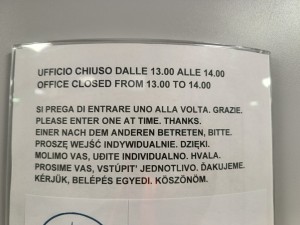 UFFICIO CHIUSO DALLE 13.00 ALLE 14.00
OFFICE CLOSED FROM 13.00 TO 14.00
SI PREGA DI ENTRARE UNO ALLA VOLTA. GRAZIE.
PLEASE ENTER ONE AT TIME. THANKS.
EINER NACH DEM ANDEREN BETRETEN, BITTE.
PROSZĘ WEJŚĆ INDYWIDUALNIE. DZIĘKI.
MOLIMO VAS, UĐITE INDIVIDUALNO. HVALA.
PROSIME VAS, VSTÚPIŤ JEDNOTLIVO. ĎAKUJEME.
KÉRJÜK, BELÉPÉS EGYEDI. KÖSZÖNÖM.